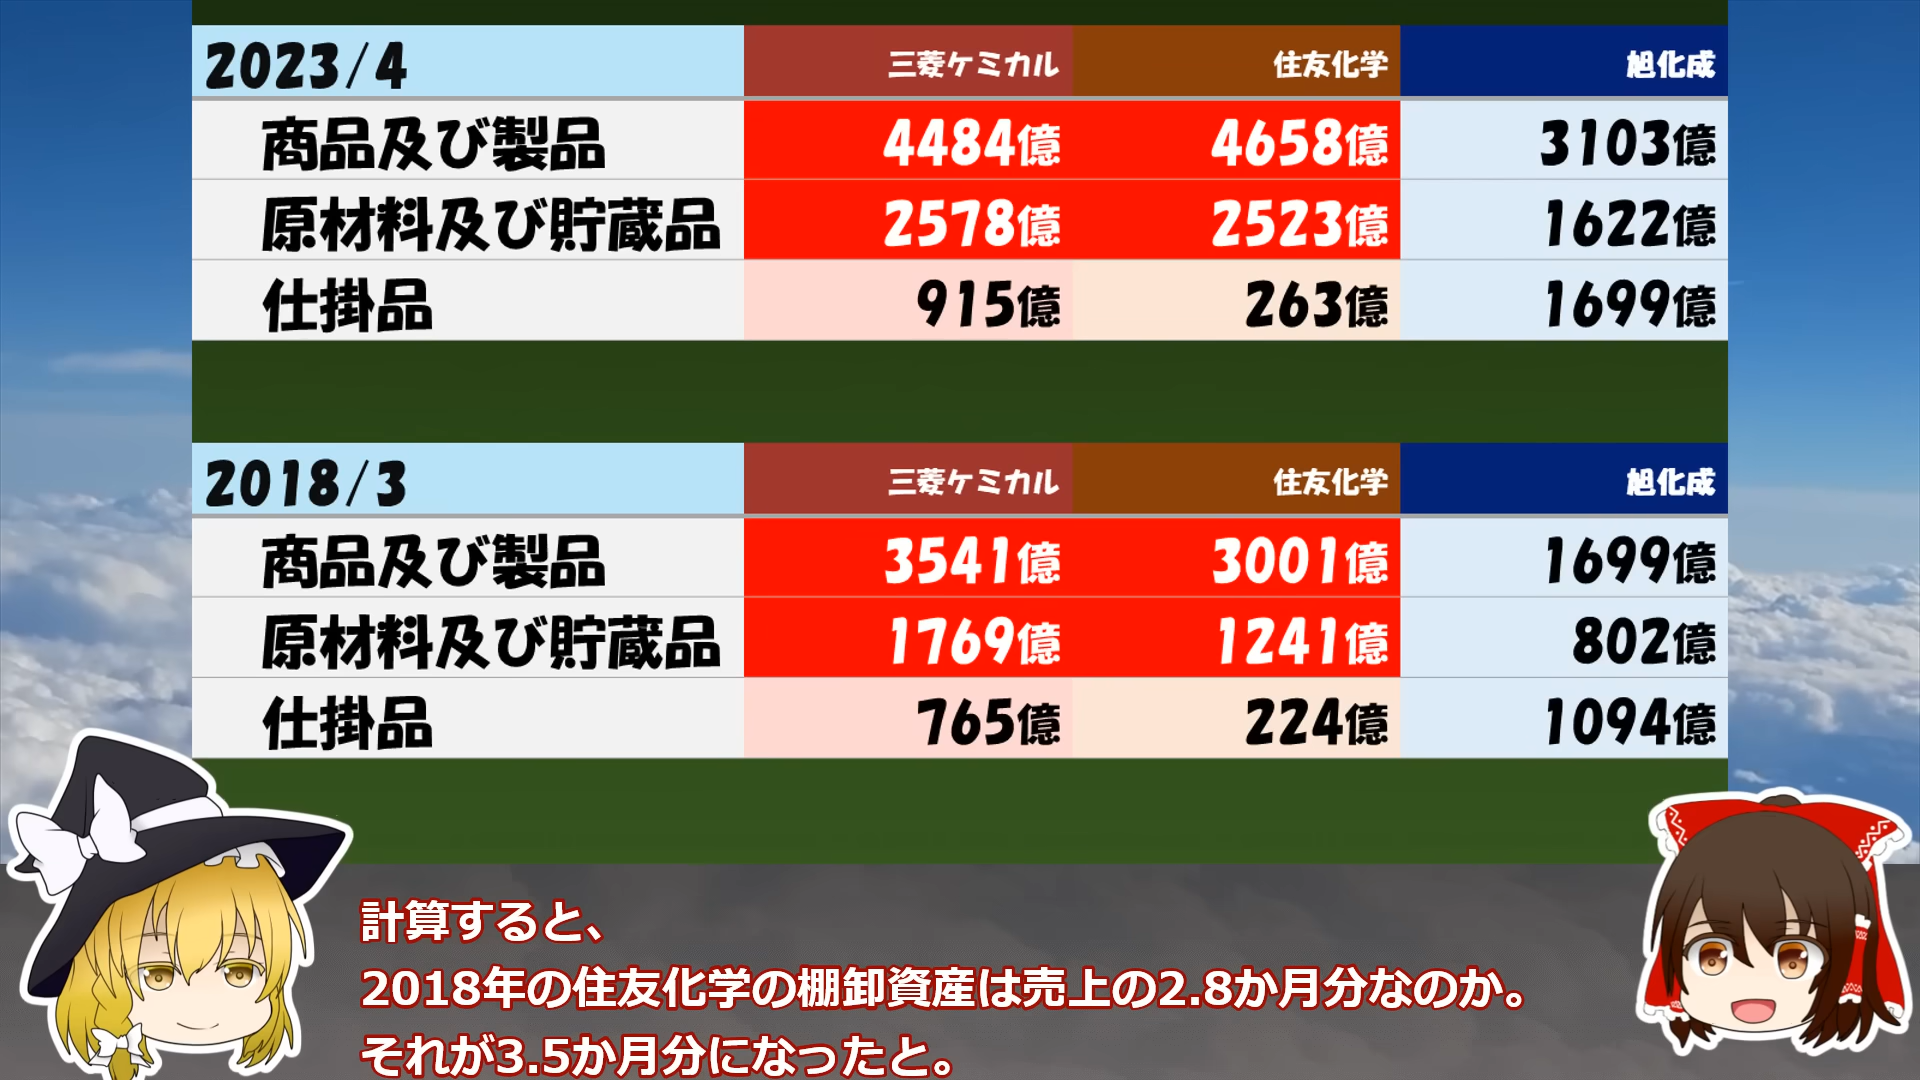 2023/4 三菱ケミカル 住友化学 旭化成
商品及び製品 4484億 4658億 3103億
原材料及び貯蔵品 2578億 2523億 1622億
仕掛品 915億 263億 1699億
2018/3 三菱ケミカル 住友化学 旭化成
商品及び製品 3541億 3001億 1699億
原材料及び貯蔵品 1769億 1241億 802億
仕掛品 765億 224億 1094億
計算すると、
2018年の住友化学の棚卸資産は売上の2.8か月分なのか。
それが3.5か月分になったと。